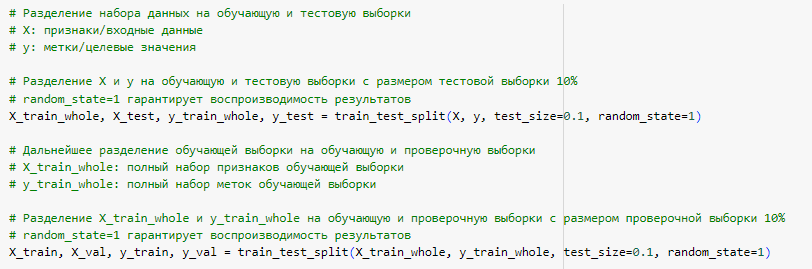 # Разделение набора данных на обучающую и тестовую выборки
# X: признаки/входные данные
# y: метки/целевые значения
# Разделение X и y на обучающую и тестовую выборки с размером тестовой выборки 10%
# random_state=1 гарантирует воспроизводимость результатов
X_train_whole, X_test, y_train_whole, y_test = train_test_split(X, y, test_size=0.1, random_state=1)
# Дальнейшее разделение обучающей выборки на обучающую и проверочную выборки
# X_train_whole: полный набор признаков обучающей выборки
# y_train_whole: полный набор меток обучающей выборки
# Разделение X_train_whole и y_train_whole на обучающую и проверочную выборки с размером проверочной выборки 10%
# random_state=1 гарантирует воспроизводимость результатов
X_train, X_val, y_train, y_val = train_test_split(X_train_whole, y_train_whole, test_size=0.1, random_state=1)